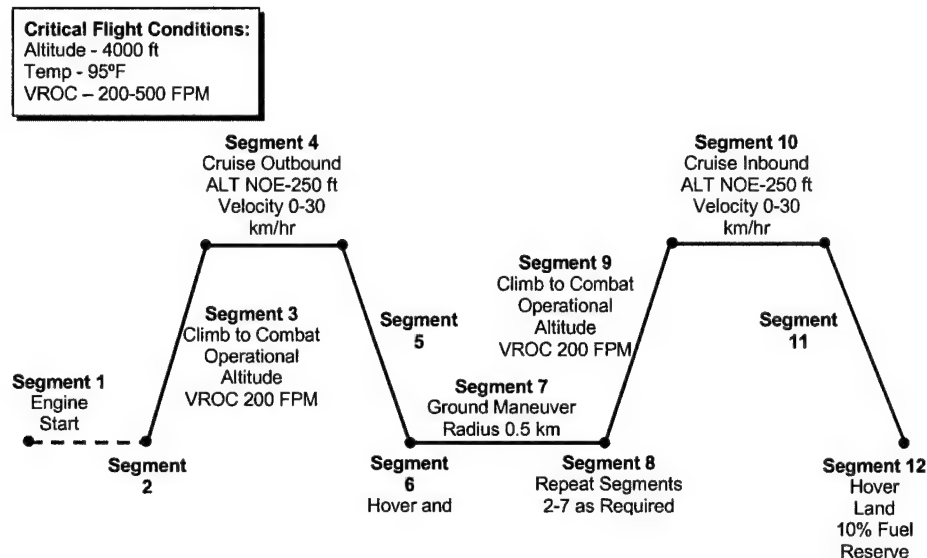 Critical Flight Conditions:
Altitude - 4000 ft
Temp - 95ºF
VROC – 200-500 FPM
Segment 1
Engine
Start
Segment
2
Segment 3
Climb to Combat
Operational
Altitude
VROC 200 FPM
Segment 4
Cruise Outbound
ALT NOE-250 ft
Velocity 0-30
km/hr
Segment
5
Segment
6
Hover and
Segment 7
Ground Maneuver
Radius 0.5 km
Segment 8
Repeat Segments
2-7 as Required
Segment 9
Climb to Combat
Operational
Altitude
VROC 200 FPM
Segment 10
Cruise Inbound
ALT NOE-250 ft
Velocity 0-30
km/hr
Segment
11
Segment 12
Hover
Land
10% Fuel
Reserve